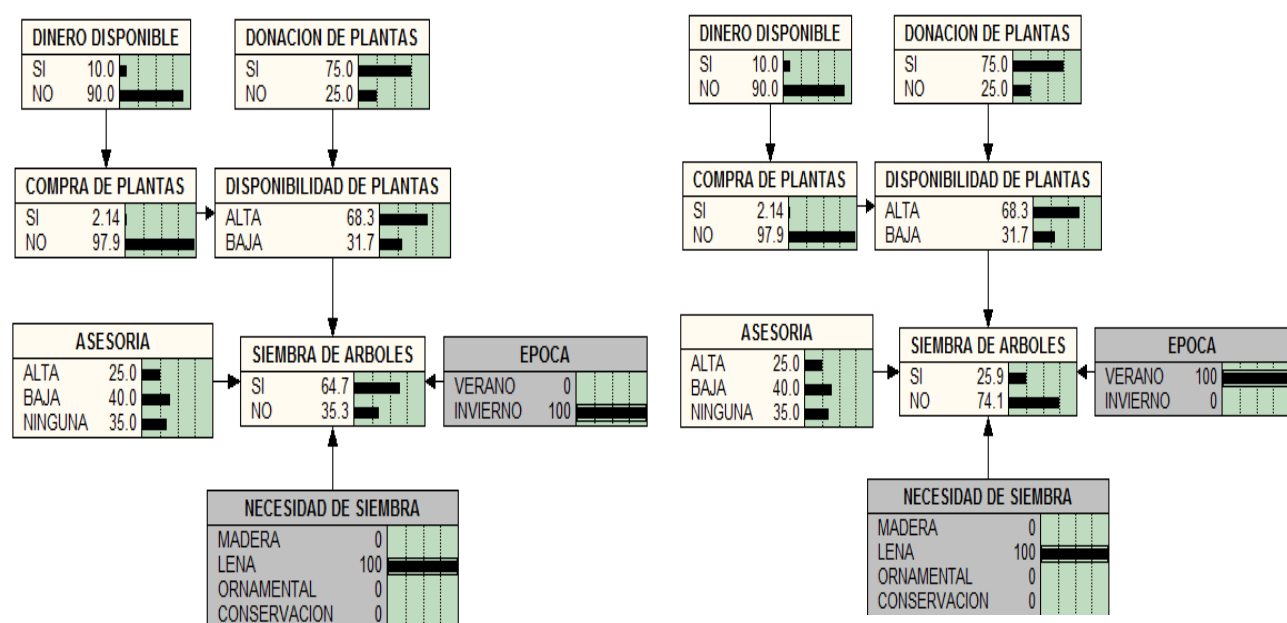 DINERO DISPONIBLE
SI 10.0
NO 90.0
DONACION DE PLANTAS
SI 75.0
NO 25.0
COMPRA DE PLANTAS
SI 2.14
NO 97.9
DISPONIBILIDAD DE PLANTAS
ALTA 68.3
BAJA 31.7
ASESORIA
ALTA 25.0
BAJA 40.0
NINGUNA 35.0
SIEMBRA DE ARBOLES
SI 64.7
NO 35.3
EPOCA
VERANO 0
INVIERNO 100
NECESIDAD DE SIEMBRA
MADERA 0
LENA 100
ORNAMENTAL 0
CONSERVACION 0
DINERO DISPONIBLE
SI 10.0
NO 90.0
DONACION DE PLANTAS
SI 75.0
NO 25.0
COMPRA DE PLANTAS
SI 2.14
NO 97.9
DISPONIBILIDAD DE PLANTAS
ALTA 68.3
BAJA 31.7
ASESORIA
ALTA 25.0
BAJA 40.0
NINGUNA 35.0
SIEMBRA DE ARBOLES
SI 25.9
NO 74.1
EPOCA
VERANO 100
INVIERNO 0
NECESIDAD DE SIEMBRA
MADERA 0
LENA 100
ORNAMENTAL 0
CONSERVACION 0